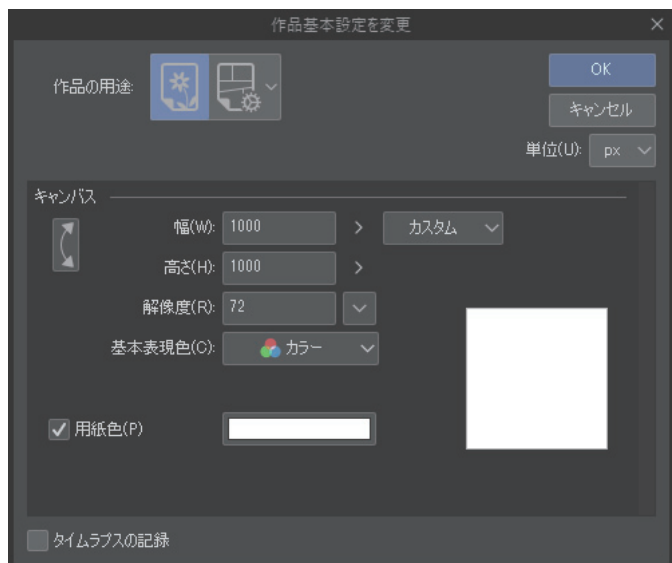 作品基本設定を変更
作品の用途:
OK
キャンセル
単位(U): px
キャンバス
幅(W): 1000 カスタム
高さ(H): 1000
解像度(R): 72
基本表現色(C): カラー
用紙色(P)
タイムラプスの記録